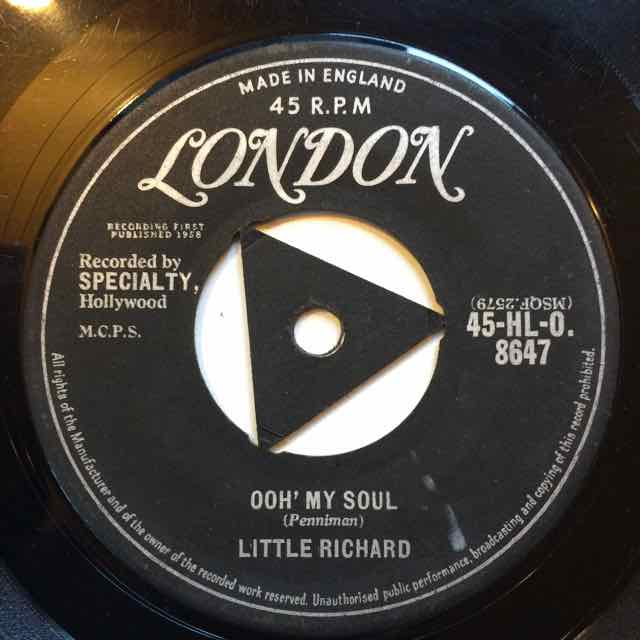 MADE IN ENGLAND
45 R.P.M
LONDON
RECORDING FIRST
PUBLISHED 1958
Recorded by
SPECIALTY,
Hollywood
M.C.P.S.
(MSQF.2579)
45-HL-O.
8647
OOH' MY SOUL
(Penniman)
LITTLE RICHARD
All rights of the Manufacturer and of the owner of the recorded work reserved. Unauthorised public performance, broadcasting and copying of this record prohibited.